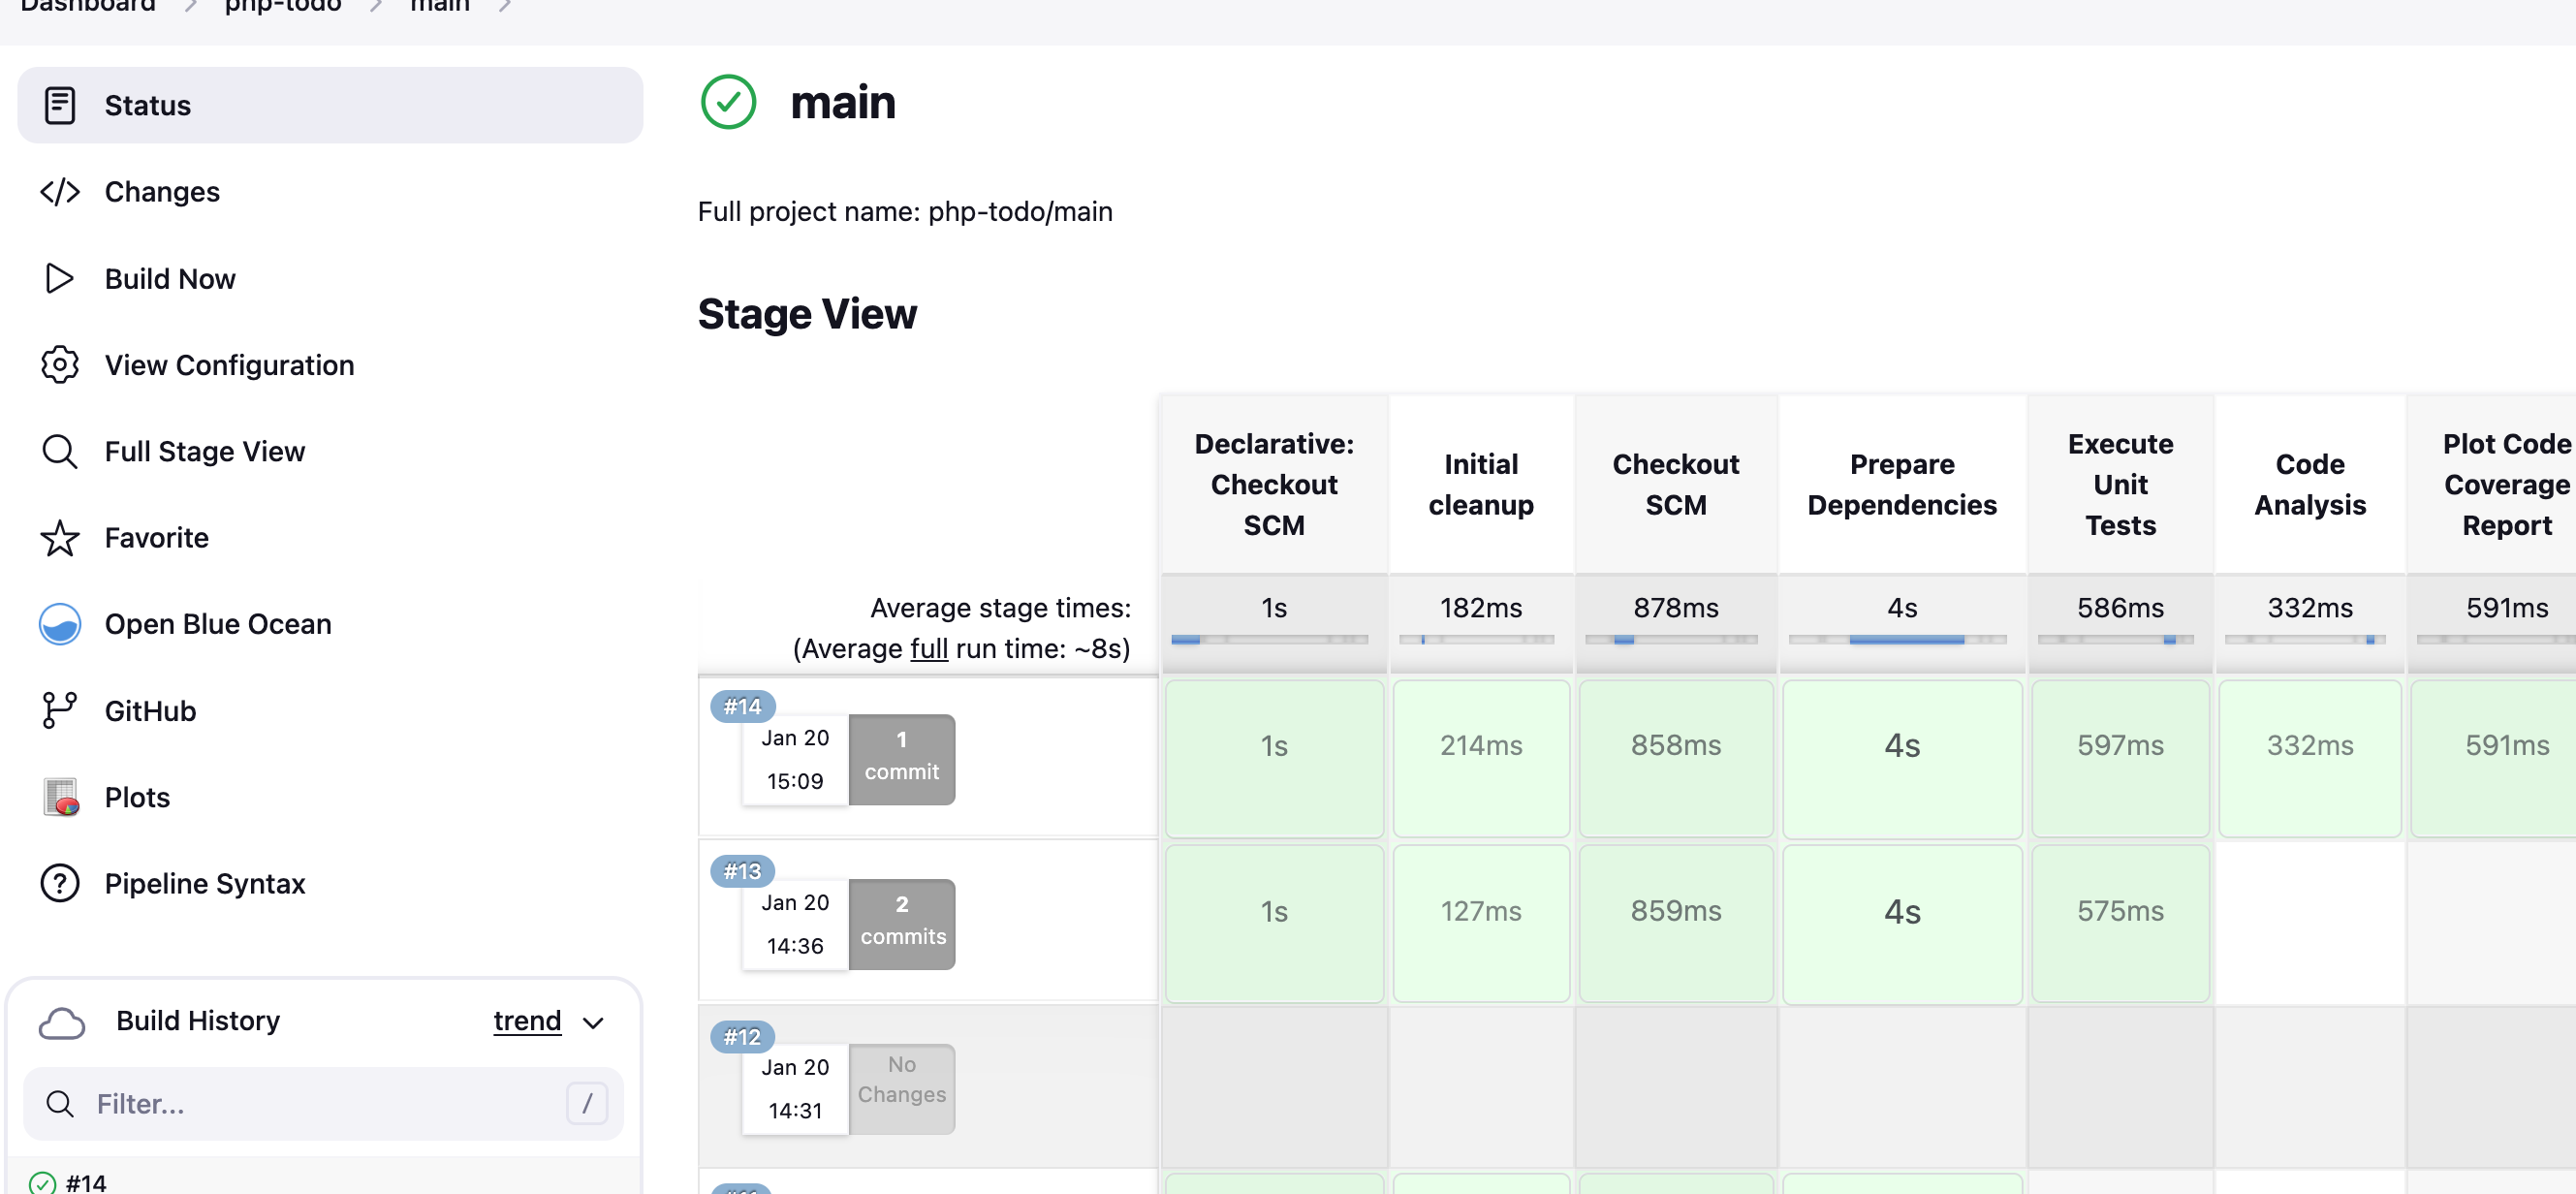 Dashboard > php-todo > main >
Status
Changes
Build Now
View Configuration
Full Stage View
Favorite
Open Blue Ocean
GitHub
Plots
Pipeline Syntax
Build History
trend
Filter...
/
#14
main
Full project name: php-todo/main
Stage View
Declarative:
Checkout
SCM
Initial
cleanup
Checkout
SCM
Prepare
Dependencies
Execute
Unit
Tests
Code
Analysis
Plot Code
Coverage
Report
Average stage times:
(Average full run time: ~8s)
1s
182ms
878ms
4s
586ms
332ms
591ms
#14
Jan 20
15:09
1
commit
1s
214ms
858ms
4s
597ms
332ms
591ms
#13
Jan 20
14:36
2
commits
1s
127ms
859ms
4s
575ms
#12
Jan 20
14:31
No
Changes